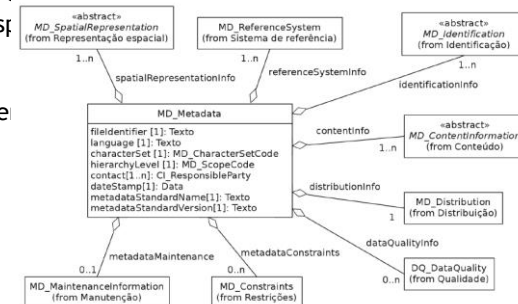 «abstract»
MD_SpatialRepresentation
(from Representação espacial)
MD_ReferenceSystem
(from Sistema de referência)
«abstract»
MD_Identification
(from Identificação)
1..n
1..n
1..n
spatialRepresentationInfo
referenceSystemInfo
identificationInfo
MD_Metadata
fileIdentifier [1]: Texto
language [1]: Texto
characterSet [1]: MD_CharacterSetCode
hierarchyLevel [1]: MD_ScopeCode
contact[1..n]: CI_ResponsibleParty
dateStamp[1]: Data
metadataStandardName[1]: Texto
metadataStandardVersion[1]: Texto
contentInfo
1..n
«abstract»
MD_ContentInformation
(from Conteúdo)
distributionInfo
1
MD_Distribution
(from Distribuição)
dataQualityInfo
0..n
DQ_DataQuality
(from Qualidade)
metadataMaintenance
metadataConstraints
0..1
0..n
MD_MaintenanceInformation
(from Manutenção)
MD_Constraints
(from Restrições)